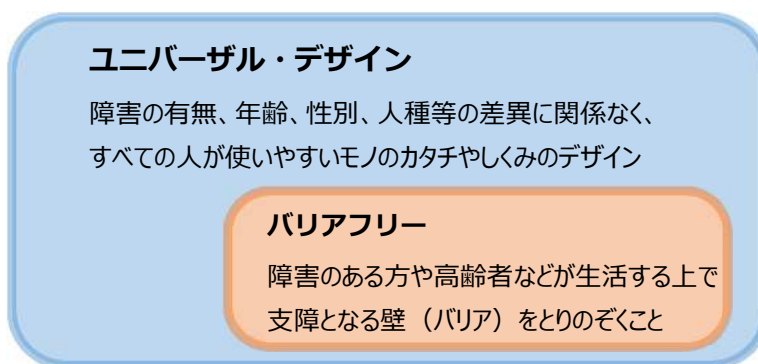 ユニバーザル・デザイン
障害の有無、年齢、性別、人種等の差異に関係なく、
すべての人が使いやすいモノのカタチやしくみのデザイン
バリアフリー
障害のある方や高齢者などが生活する上で
支障となる壁（バリア）をとりのぞくこと